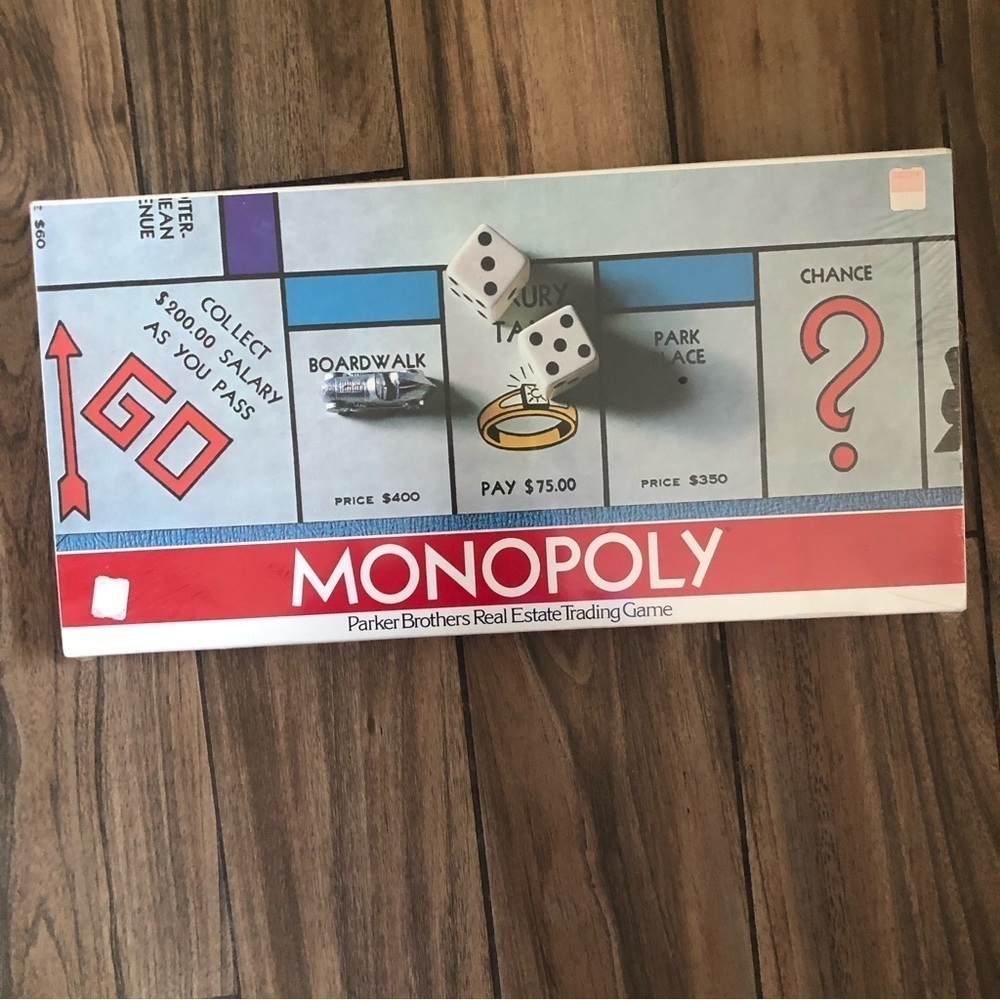 $60
COLLECT
$200.00 SALARY
AS YOU PASS
GO
BOARDWALK
PRICE $400
PAY $75.00
PARK
PRICE $350
CHANCE
MONOPOLY
Parker Brothers Real Estate Trading Game